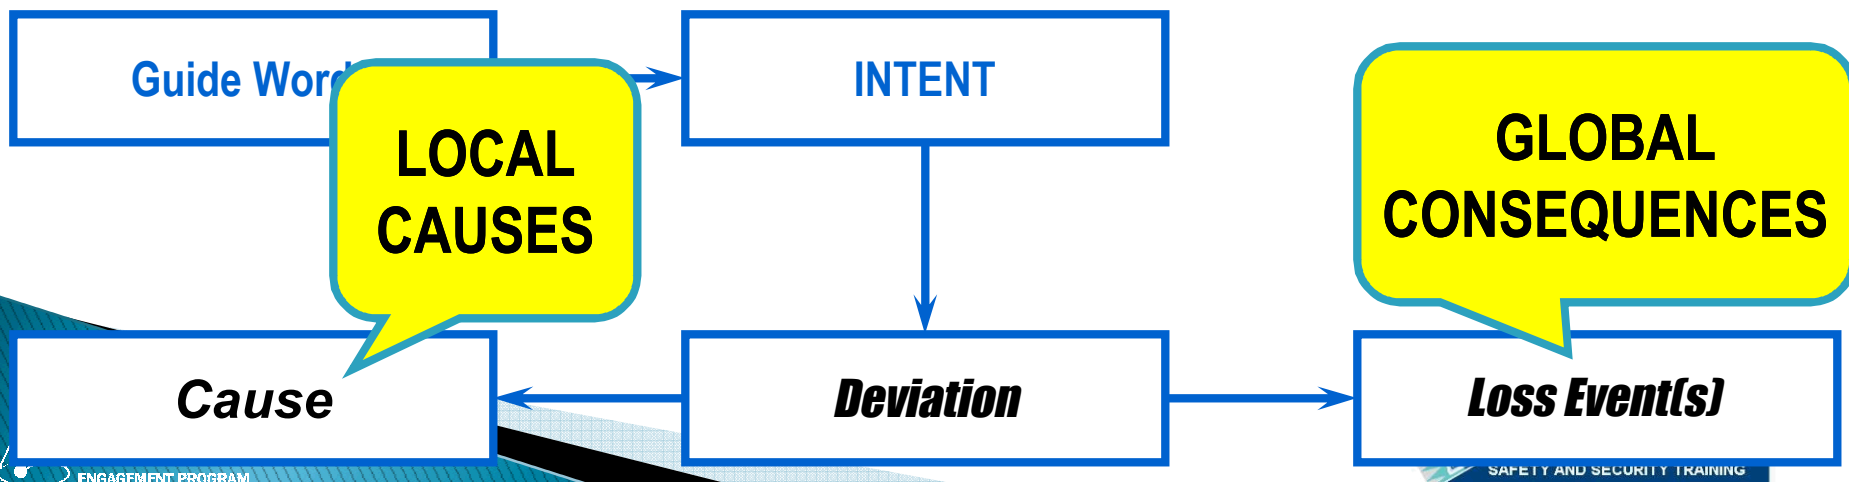 Guide Word
INTENT
LOCAL
CAUSES
GLOBAL
CONSEQUENCES
Cause
Deviation
Loss Event(s)
ENGAGEMENT PROGRAM
SAFETY AND SECURITY TRAINING